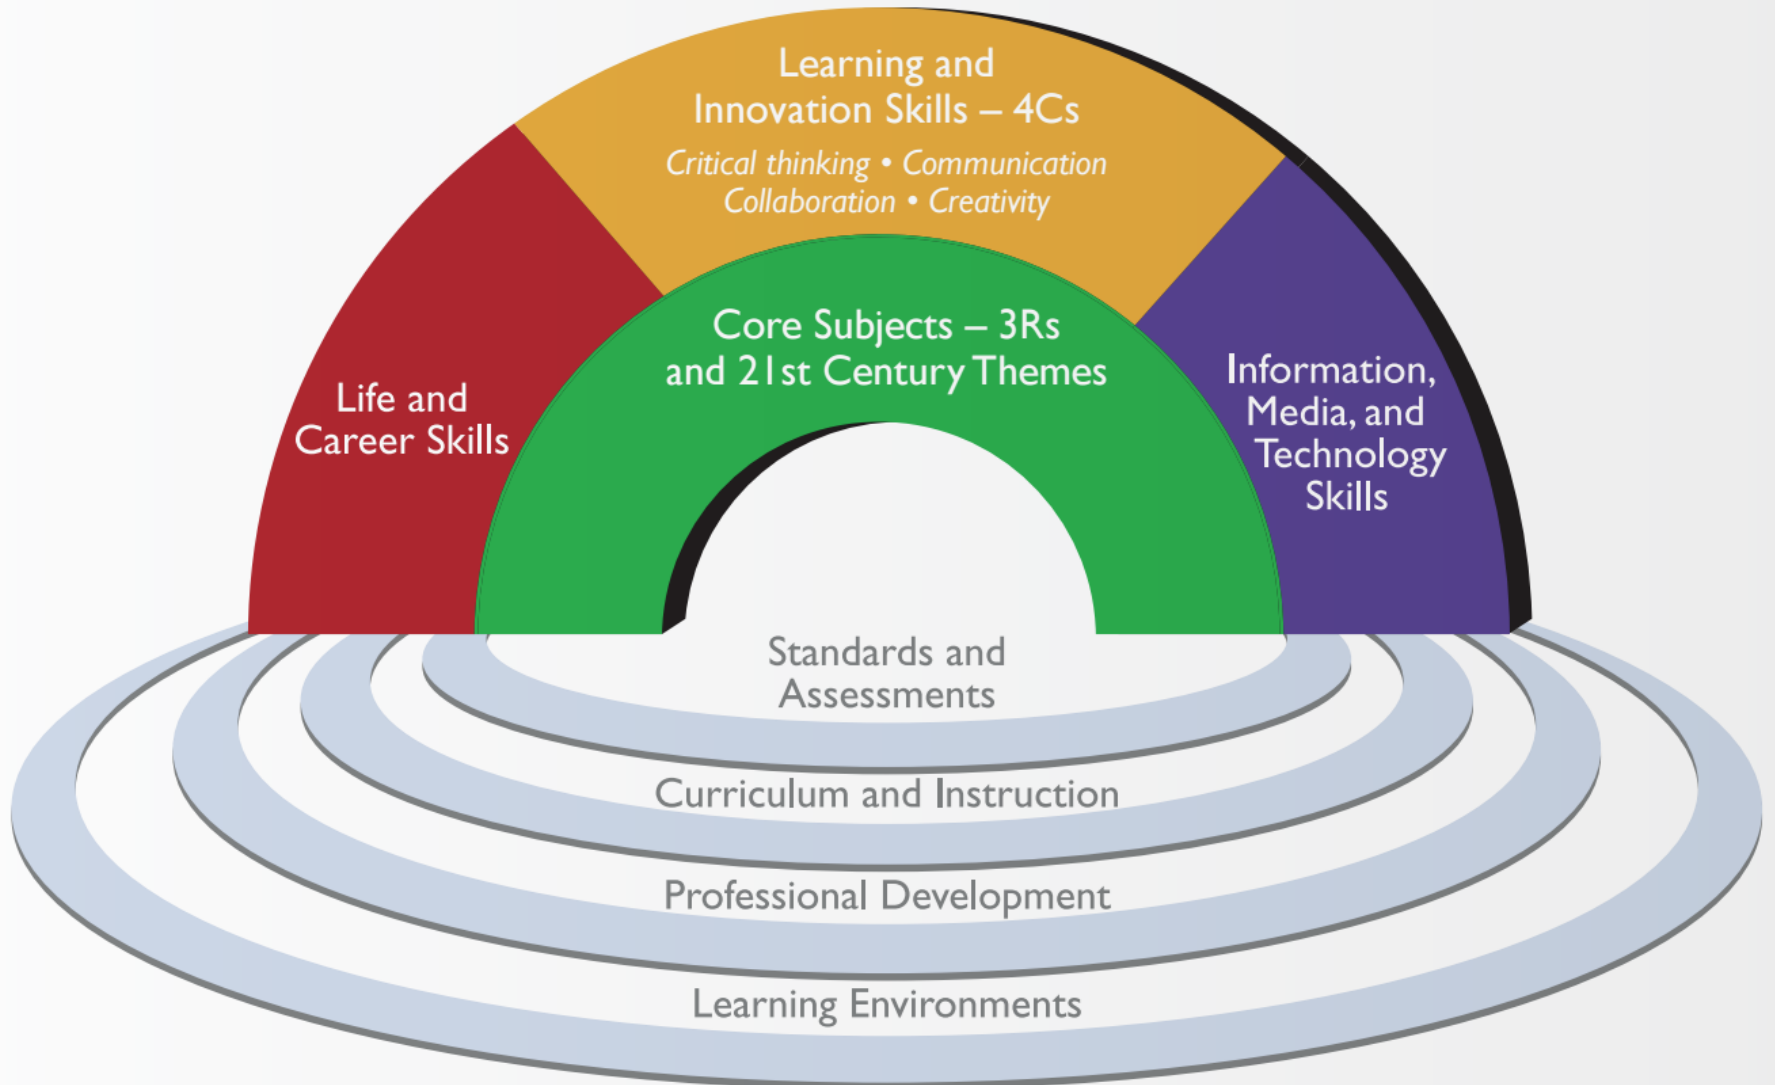 Learning and
Innovation Skills – 4Cs
Critical thinking • Communication
Collaboration • Creativity
Core Subjects – 3Rs
and 21st Century Themes
Life and
Career Skills
Information,
Media, and
Technology
Skills
Standards and
Assessments
Curriculum and Instruction
Professional Development
Learning Environments